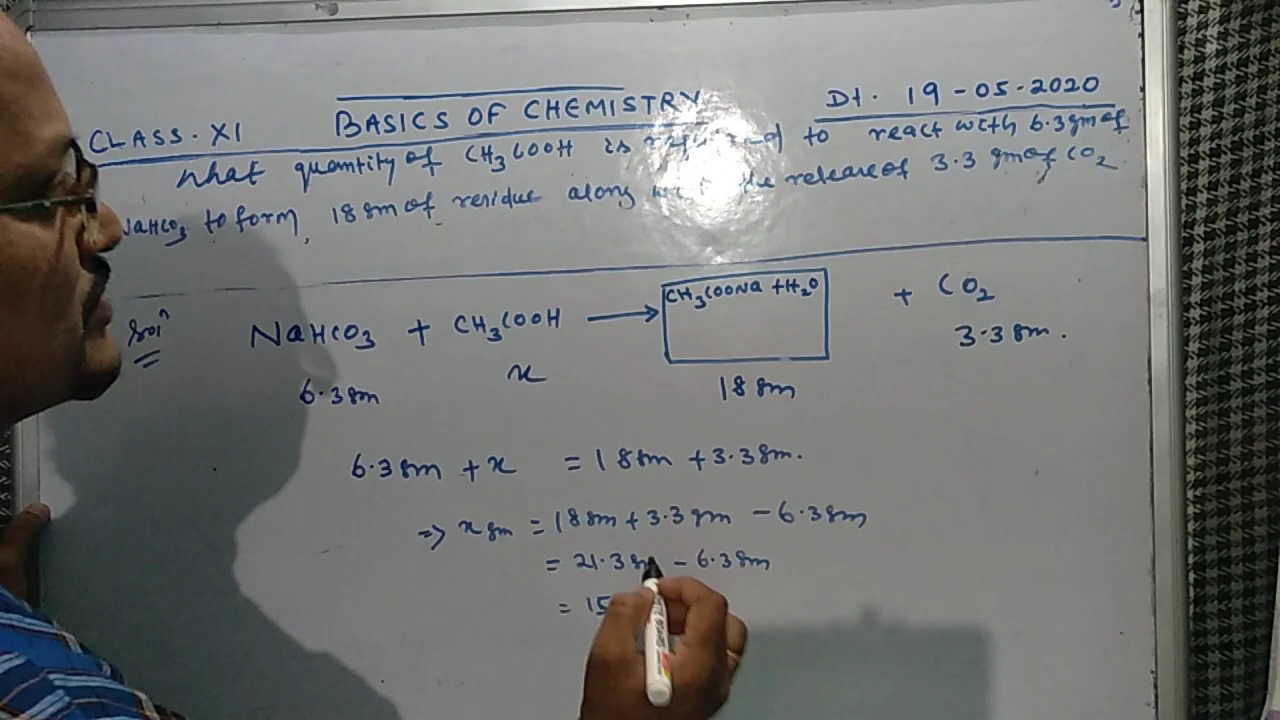 BASICS OF CHEMISTRY
Dt. 19-05-2020
CLASS-XI
What quantity of CH3COOH is to react with 6.3gm of
NaHCO3 to form, 18gm of residue along the release of 3.3 gm of CO2
Solⁿ NaHCO3 + CH3COOH → CH3COONa + H2O + CO2
6.3gm x 18gm 3.3gm.
6.3gm + x = 18gm + 3.3gm.
⇒ x gm = 18gm + 3.3gm - 6.3gm
= 21.3gm - 6.3gm
= 15